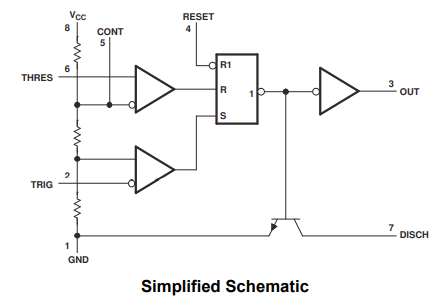 VCC
8
CONT
5
RESET
4
6
THRES
R1
R
1
S
3
OUT
2
TRIG
7
DISCH
1
GND
Simplified Schematic